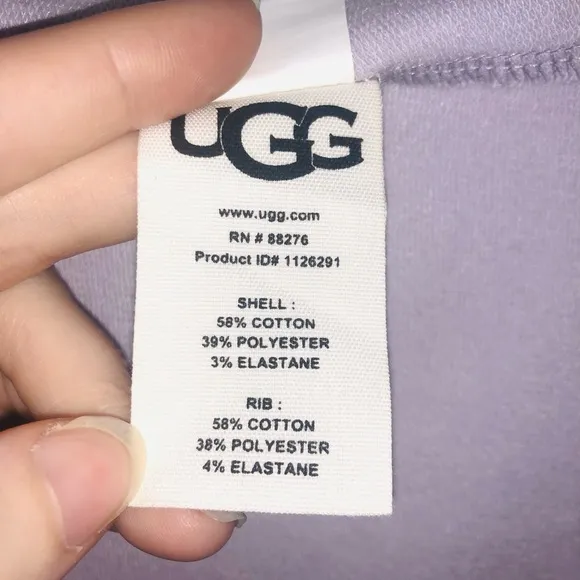 UGG
www.ugg.com
RN # 88276
Product ID# 1126291
SHELL :
58% COTTON
39% POLYESTER
3% ELASTANE
RIB :
58% COTTON
38% POLYESTER
4% ELASTANE